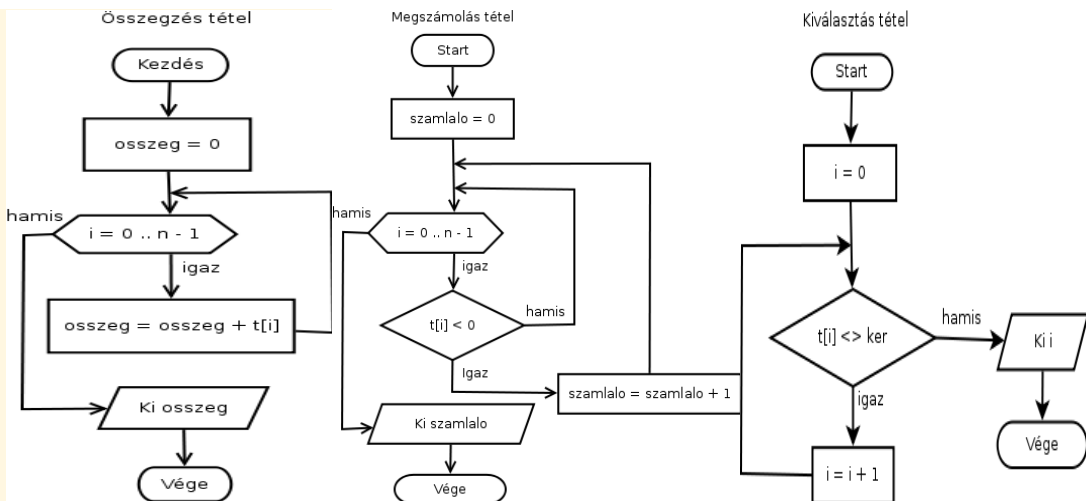 Összegzés tétel
Kezdés
osszeg = 0
hamis
i = 0 .. n - 1
igaz
osszeg = osszeg + t[i]
Ki osszeg
Vége
Megszámolás tétel
Start
szamlalo = 0
hamis
i = 0 .. n - 1
igaz
t[i] < 0
hamis
Igaz
szamlalo = szamlalo + 1
Ki szamlalo
Vége
Kiválasztás tétel
Start
i = 0
t[i] <> ker
hamis
Ki i
igaz
Vége
i = i + 1